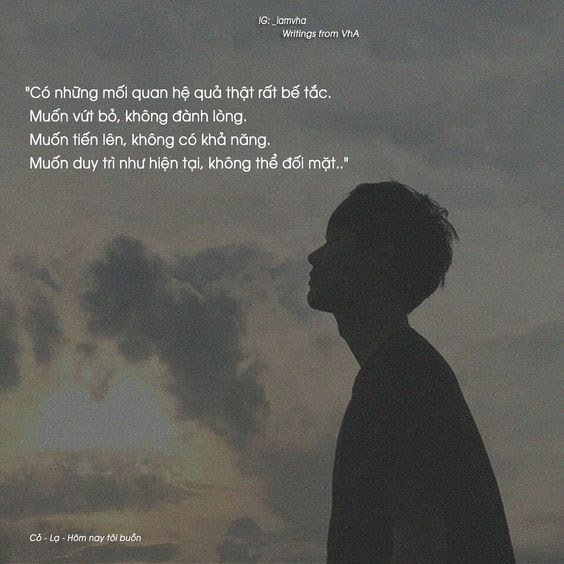 IG: _iamvha
Writings from VhA
"Có những mối quan hệ quả thật rất bế tắc.
Muốn vứt bỏ, không đành lòng.
Muốn tiến lên, không có khả năng.
Muốn duy trì như hiện tại, không thể đối mặt.."
Cỏ - Lạ - Hôm nay tôi buồn